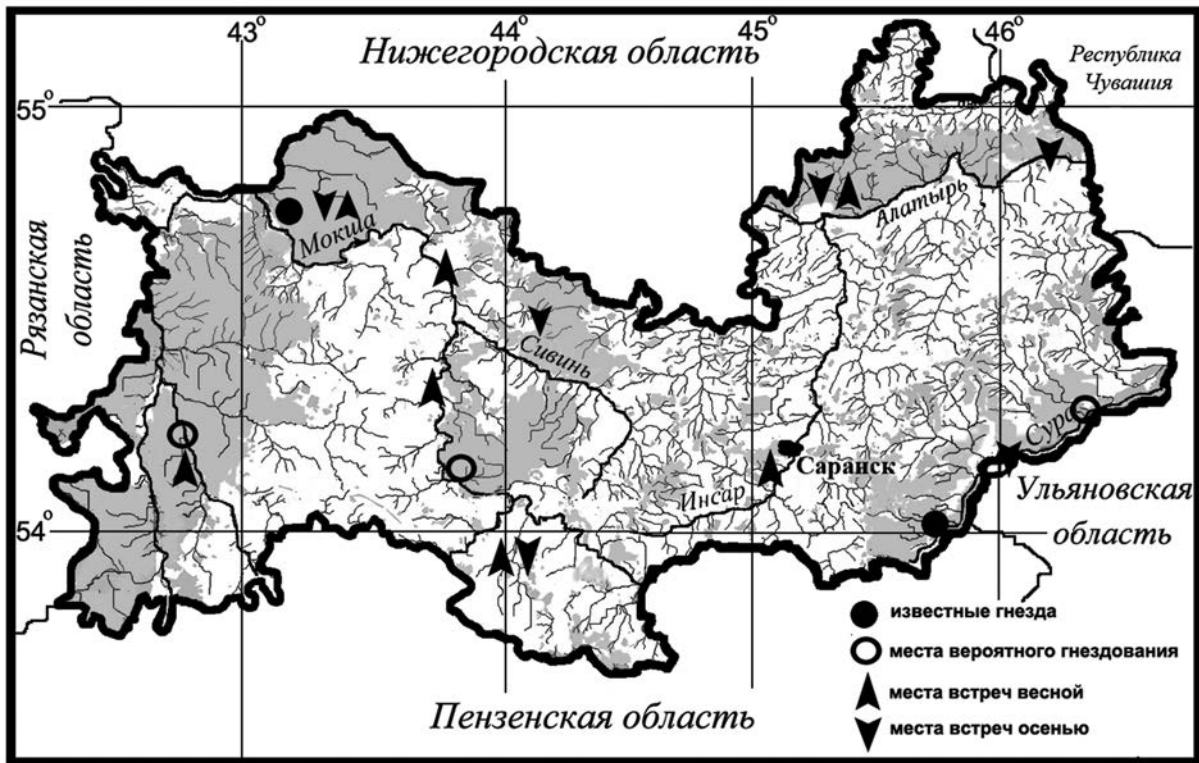 43°
44°
45°
46°
Нижегородская область
Республика
Чувашия
55°
Рязанская
область
Мокша
Алатырь
Сивинь
Сура
Саранск
Инсар
Ульяновская
область
54°
известные гнезда
места вероятного гнездования
места встреч весной
места встреч осенью
Пензенская область